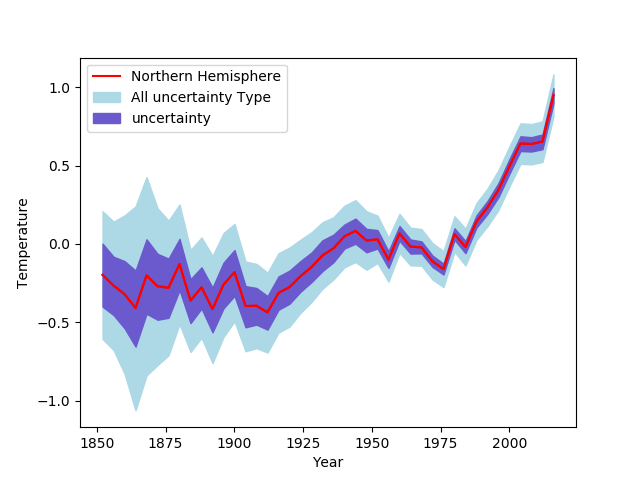 Northern Hemisphere
All uncertainty Type
uncertainty
1.0
0.5
0.0
−0.5
−1.0
Temperature
1850 1875 1900 1925 1950 1975 2000
Year